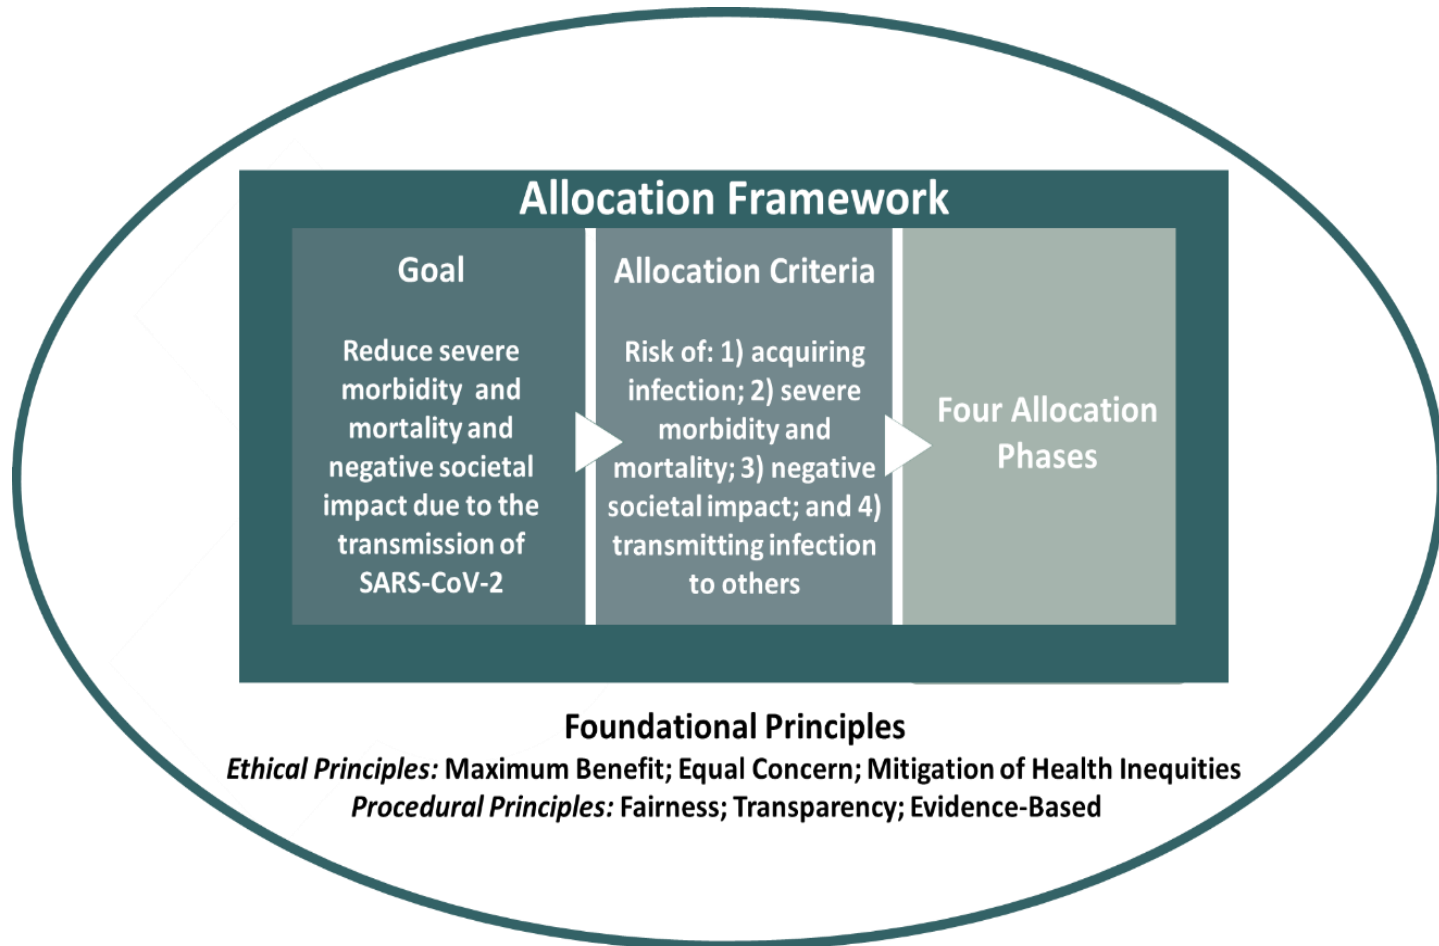 Allocation Framework
Goal
Reduce severe
morbidity and
mortality and
negative societal
impact due to the
transmission of
SARS-CoV-2
Allocation Criteria
Risk of: 1) acquiring
infection; 2) severe
morbidity and
mortality; 3) negative
societal impact; and 4)
transmitting infection
to others
Four Allocation
Phases
Foundational Principles
Ethical Principles: Maximum Benefit; Equal Concern; Mitigation of Health Inequities
Procedural Principles: Fairness; Transparency; Evidence-Based